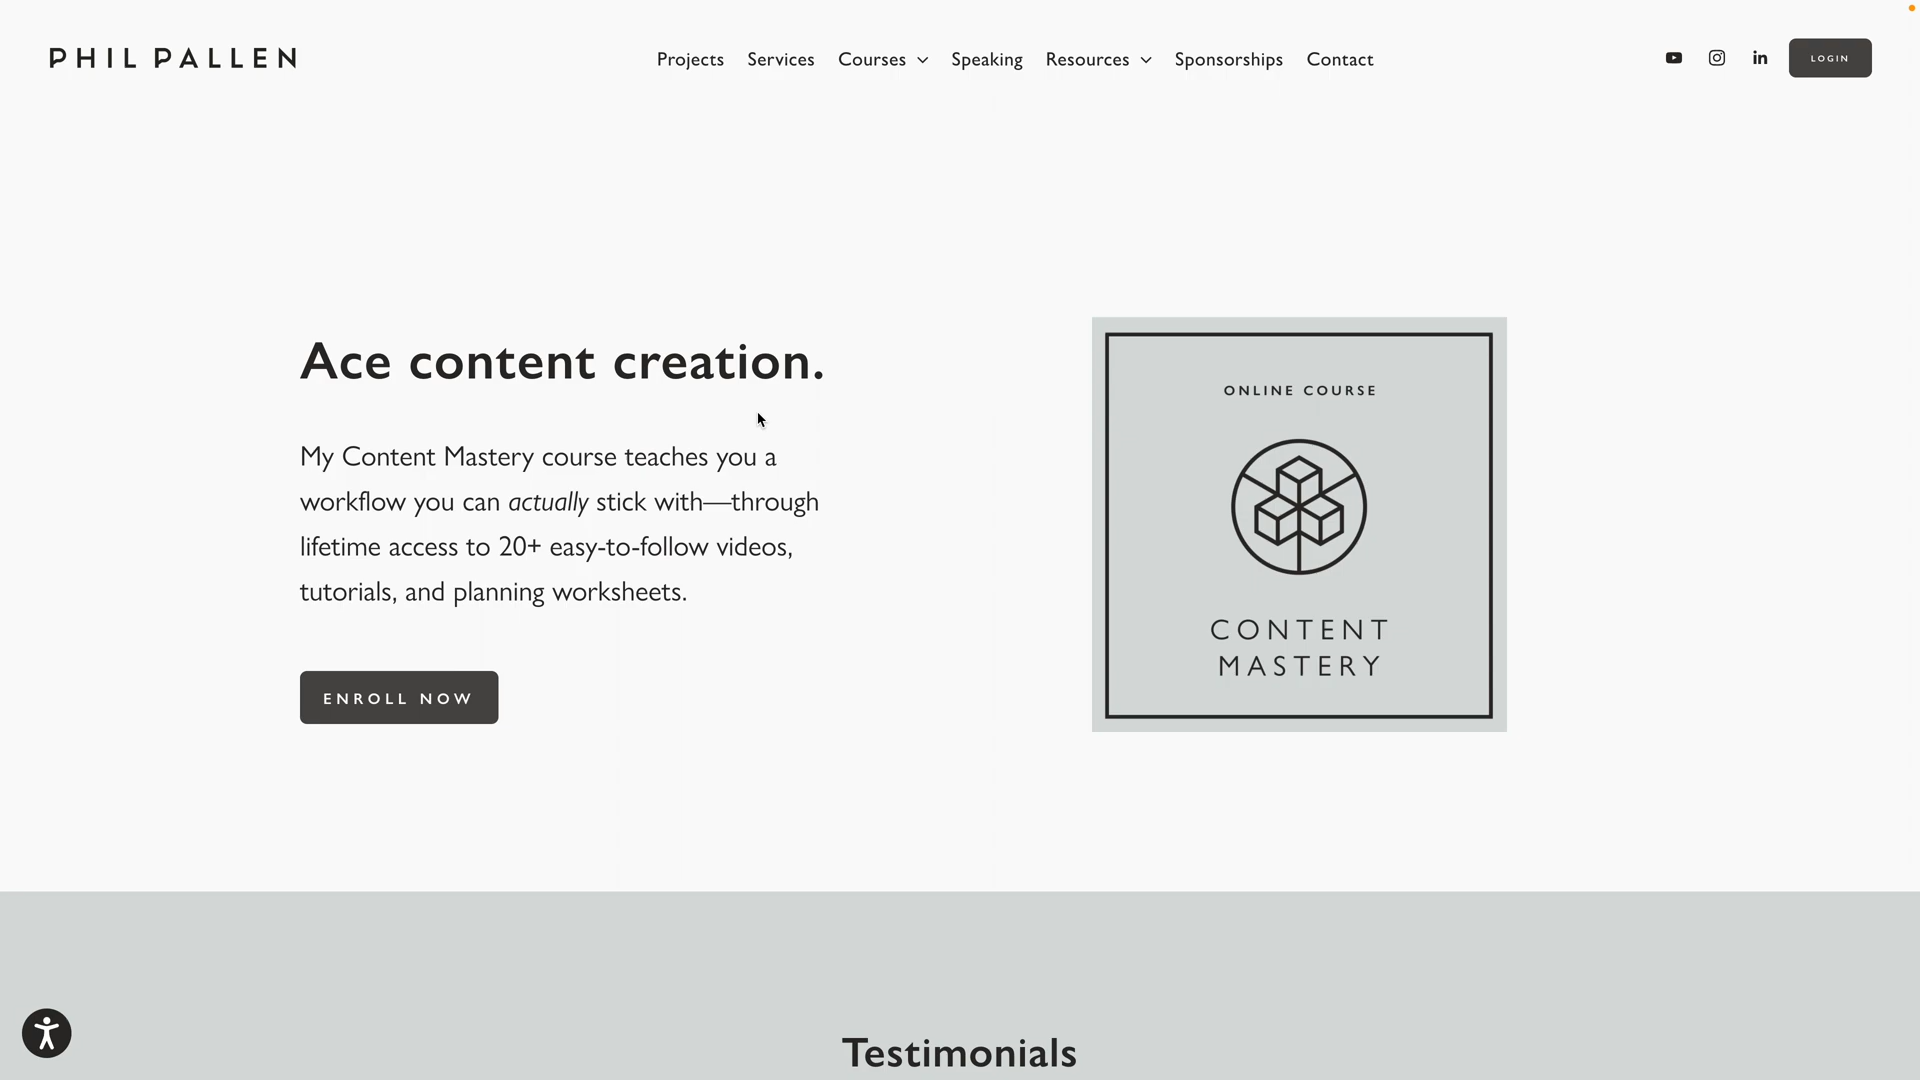 PHIL PALLEN
Projects Services Courses Speaking Resources Sponsorships Contact
LOGIN
Ace content creation.
My Content Mastery course teaches you a
workflow you can actually stick with—through
lifetime access to 20+ easy-to-follow videos,
tutorials, and planning worksheets.
ENROLL NOW
ONLINE COURSE
CONTENT
MASTERY
Testimonials